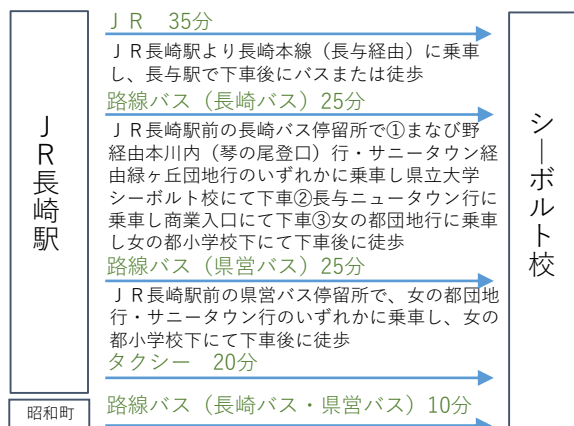 JR長崎駅
JR 35分
JR長崎駅より長崎本線（長与経由）に乗車
し、長与駅で下車後にバスまたは徒歩
路線バス（長崎バス）25分
JR長崎駅前の長崎バス停留所で①まなび野
経由本川内（琴の尾登口）行・サニータウン経
由緑ヶ丘団地行のいずれかに乗車し県立大学
シーボルト校にて下車②長与ニュータウン行に
乗車し商業入口にて下車③女の都団地行に乗車
し女の都小学校下にて下車後に徒歩
路線バス（県営バス）25分
JR長崎駅前の県営バス停留所で、女の都団地
行・サニータウン行のいずれかに乗車し、女の
都小学校下にて下車後に徒歩
タクシー 20分
昭和町
路線バス（長崎バス・県営バス）10分
シーボルト校